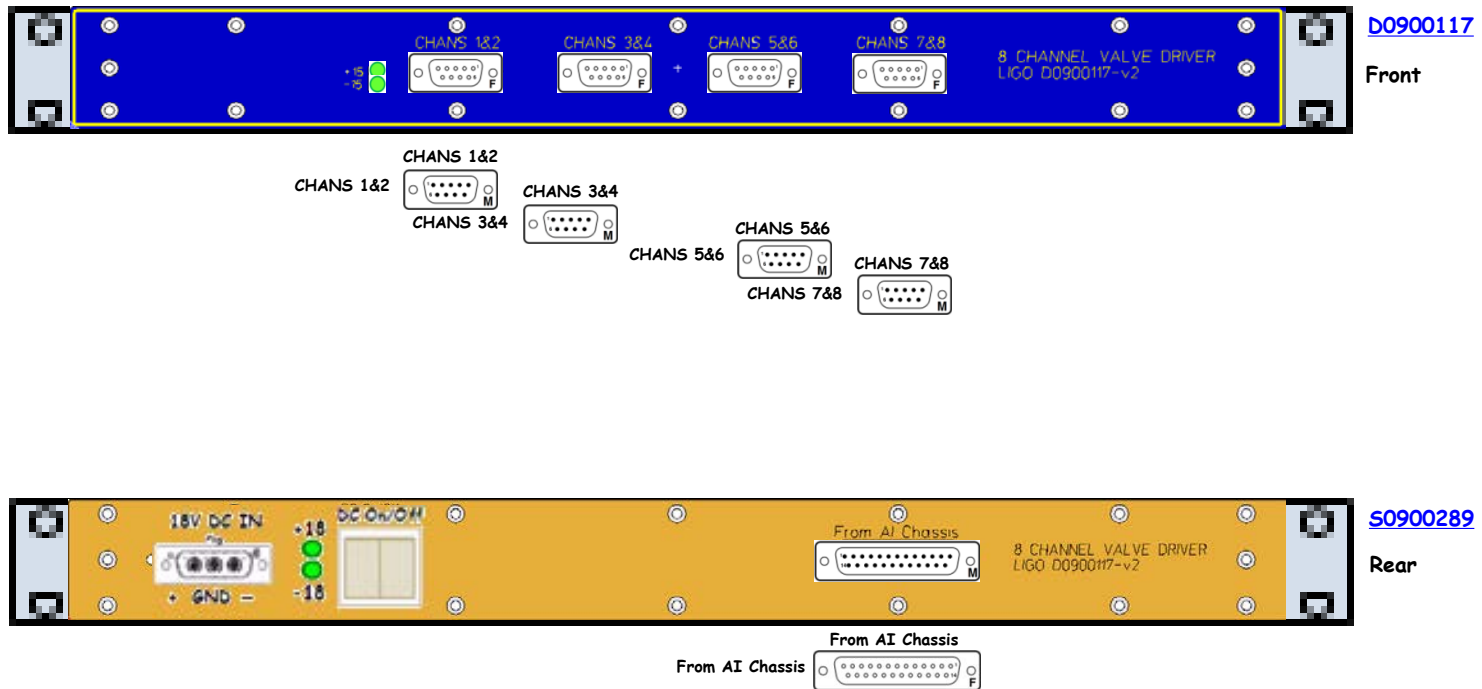 D0900117
CHANS 1&2
CHANS 3&4
CHANS 5&6
CHANS 7&8
8 CHANNEL VALVE DRIVER
LIGO D0900117-v2
+15
-15
F
F
F
F
Front
CHANS 1&2
CHANS 1&2
M
CHANS 3&4
CHANS 3&4
M
CHANS 5&6
CHANS 5&6
M
CHANS 7&8
CHANS 7&8
M
S0900289
18V DC IN
+18
DC On/Off
From AI Chassis
M
8 CHANNEL VALVE DRIVER
LIGO D0900117-v2
+ GND -
-18
Rear
From AI Chassis
From AI Chassis
F